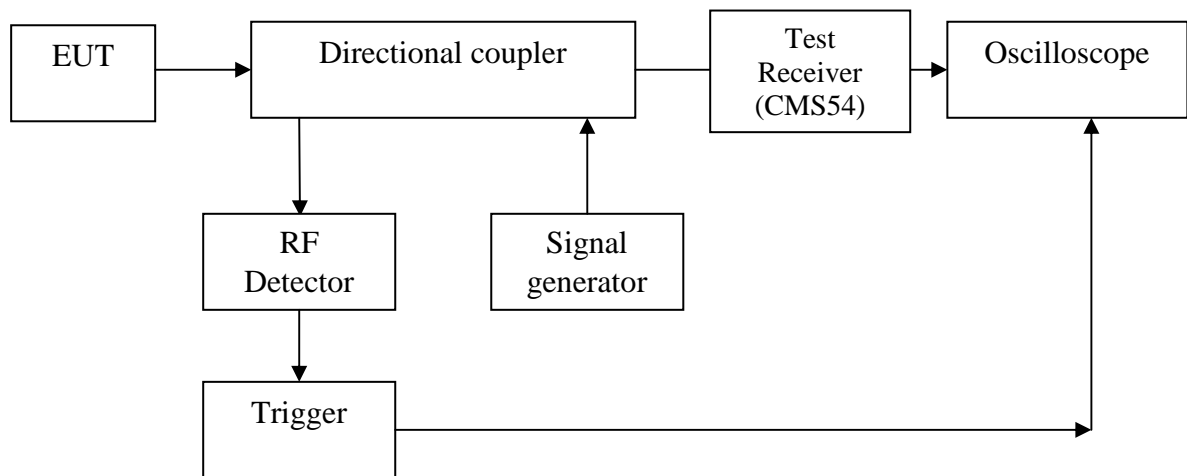 EUT
Directional coupler
Test
Receiver
(CMS54)
Oscilloscope
RF
Detector
Signal
generator
Trigger